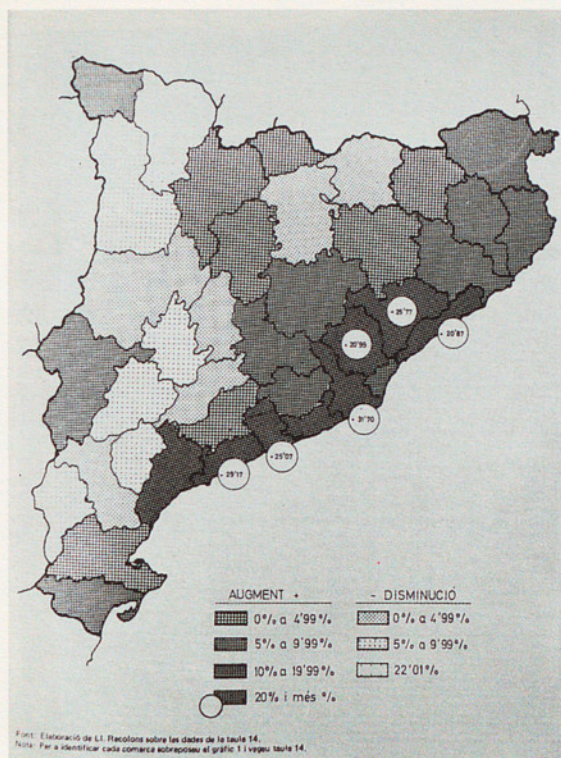 +25'77
+20'95
+20'87
+31'70
+25'07
+29'17
AUGMENT +
0% a 4'99%
5% a 9'99%
10% a 19'99%
20% i més %
- DISMINUCIÓ
0% a 4'99%
5% a 9'99%
22'01%
Font: Elaboració de Ll. Recolons sobre les dades de la taula 14.
Nota: Per a identificar cada comarca sobreposeu el gràfic 1 i vegeu taula 14.